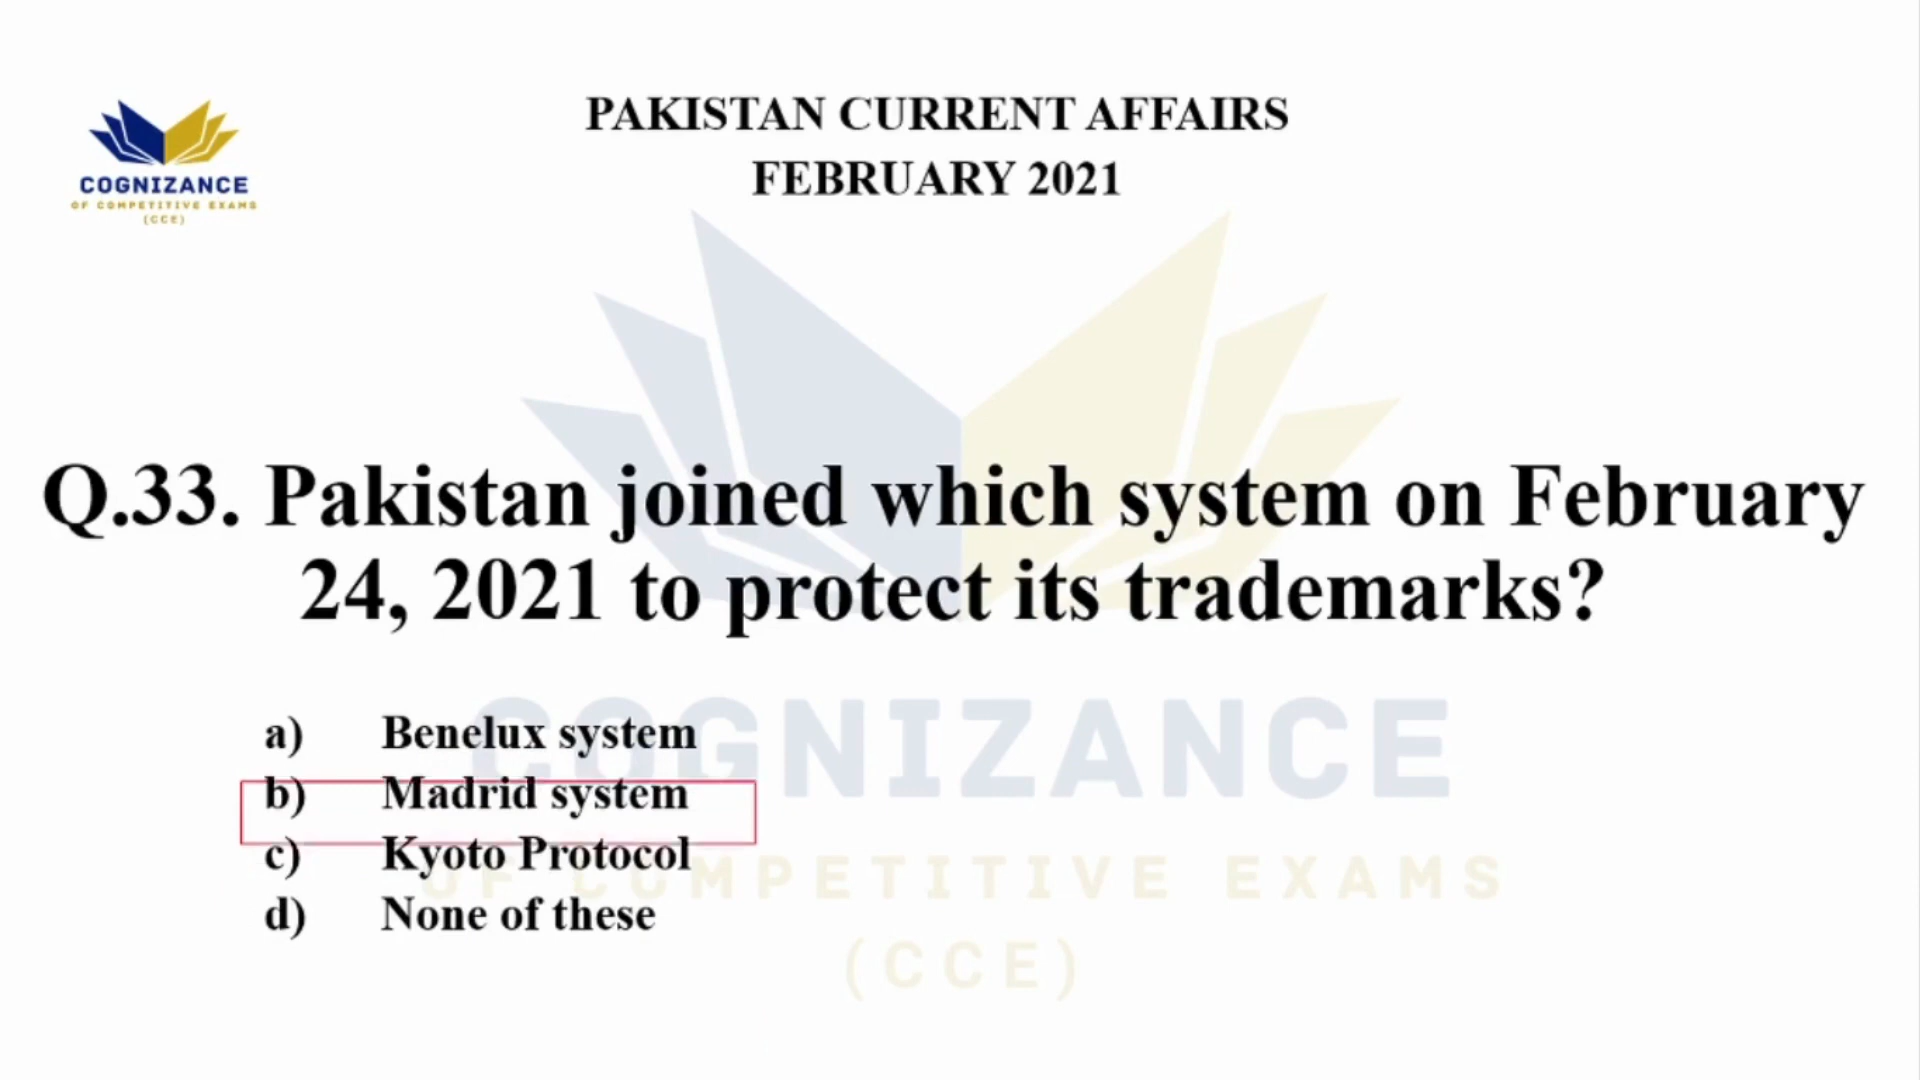 PAKISTAN CURRENT AFFAIRS
FEBRUARY 2021
COGNIZANCE
OF COMPETITIVE EXAMS
(CCE)
Q.33. Pakistan joined which system on February
24, 2021 to protect its trademarks?
a) Benelux system
b) Madrid system
c) Kyoto Protocol
d) None of these
COGNIZANCE
OF COMPETITIVE EXAMS
(CCE)